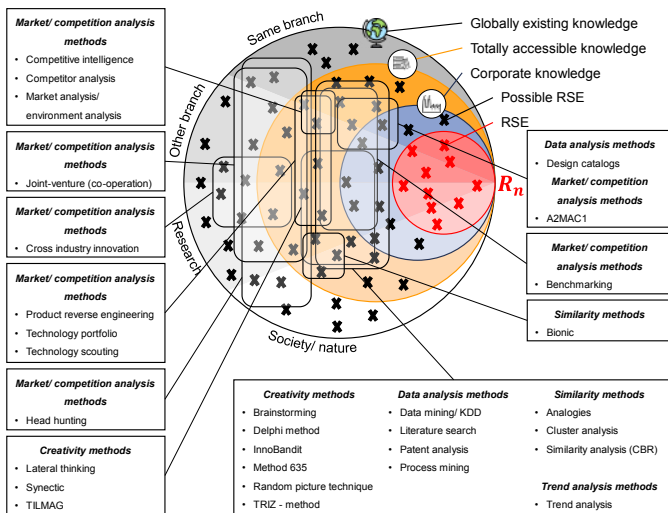 Market/ competition analysis
methods
• Competitive intelligence
• Competitor analysis
• Market analysis/
environment analysis
Market/ competition analysis
methods
• Joint-venture (co-operation)
Market/ competition analysis
methods
• Cross industry innovation
Market/ competition analysis
methods
• Product reverse engineering
• Technology portfolio
• Technology scouting
Market/ competition analysis
methods
• Head hunting
Creativity methods
• Lateral thinking
• Synectic
• TILMAG
Same branch
Other branch
Research
Society/ nature
Globally existing knowledge
Totally accessible knowledge
Corporate knowledge
Possible RSE
RSE
R_n
Data analysis methods
• Design catalogs
Market/ competition analysis
methods
• A2MAC1
Market/ competition
analysis methods
• Benchmarking
Similarity methods
• Bionic
Creativity methods
• Brainstorming
• Delphi method
• InnoBandit
• Method 635
• Random picture technique
• TRIZ - method
Data analysis methods
• Data mining/ KDD
• Literature search
• Patent analysis
• Process mining
Similarity methods
• Analogies
• Cluster analysis
• Similarity analysis (CBR)
Trend analysis methods
• Trend analysis